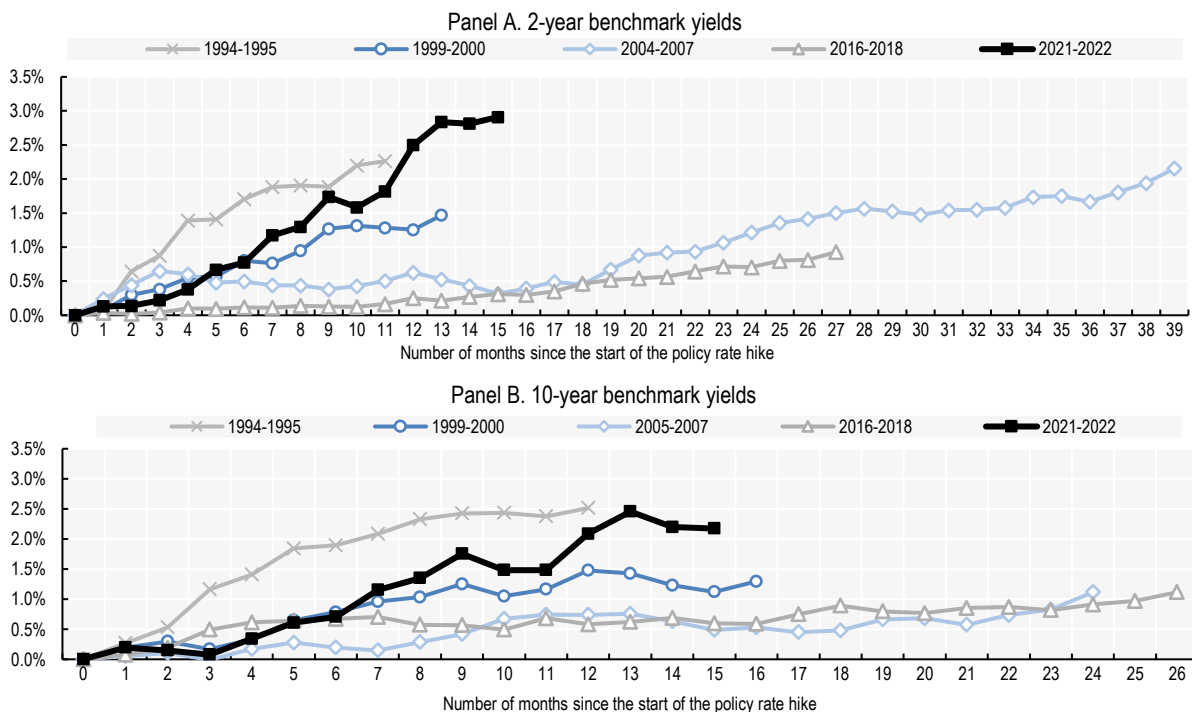 Panel A. 2-year benchmark yields
1994-1995 1999-2000 2004-2007 2016-2018 2021-2022
3.5%
3.0%
2.5%
2.0%
1.5%
1.0%
0.5%
0.0%
0 1 2 3 4 5 6 7 8 9 10 11 12 13 14 15 16 17 18 19 20 21 22 23 24 25 26 27 28 29 30 31 32 33 34 35 36 37 38 39
Number of months since the start of the policy rate hike
Panel B. 10-year benchmark yields
1994-1995 1999-2000 2005-2007 2016-2018 2021-2022
3.5%
3.0%
2.5%
2.0%
1.5%
1.0%
0.5%
0.0%
0 1 2 3 4 5 6 7 8 9 10 11 12 13 14 15 16 17 18 19 20 21 22 23 24 25 26
Number of months since the start of the policy rate hike